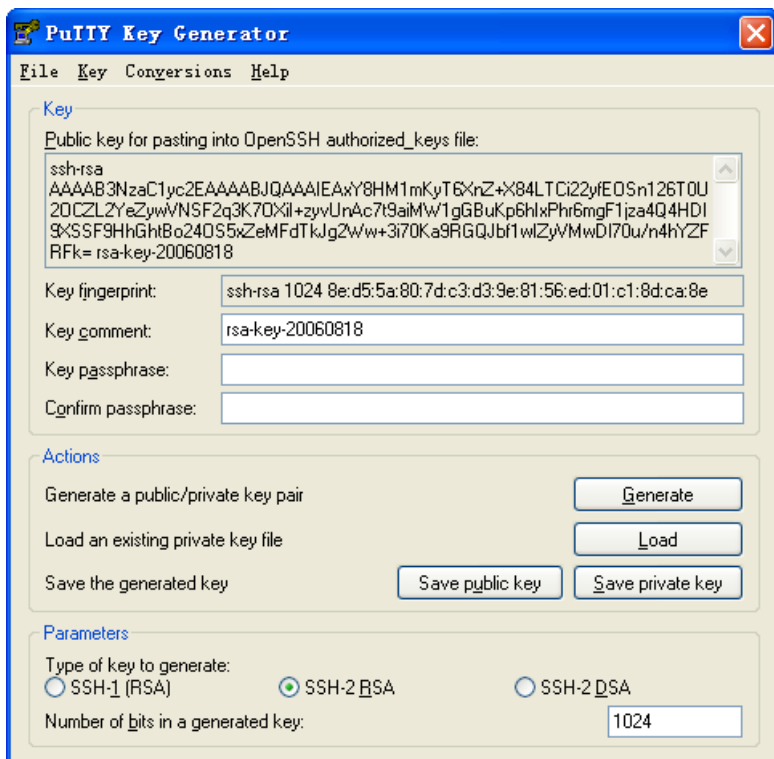 PuTTY Key Generator
File Key Conversions Help
Key
Public key for pasting into OpenSSH authorized_keys file:
ssh-rsa
AAAAB3NzaC1yc2EAAAABJQAAAIEAxY8HM1mKyT6XnZ+X84LTCi22yfEOSn126T0U
2OCZL2YeZywVNSF2q3K7OXiI+zyvUnAc7t9aiMW1gGBuKp6hIxPhr6mgF1jza4Q4HDI
9XSSF9HhGhtBo24OS5xZeMFdTkJg2Ww+3i70Ka9RGQJbf1wIZyVMwDI70u/n4hYZF
RFk= rsa-key-20060818
Key fingerprint: ssh-rsa 1024 8e:d5:5a:80:7d:c3:d3:9e:81:56:ed:01:c1:8d:ca:8e
Key comment: rsa-key-20060818
Key passphrase:
Confirm passphrase:
Actions
Generate a public/private key pair Generate
Load an existing private key file Load
Save the generated key Save public key Save private key
Parameters
Type of key to generate:
SSH-1 (RSA) SSH-2 RSA SSH-2 DSA
Number of bits in a generated key: 1024